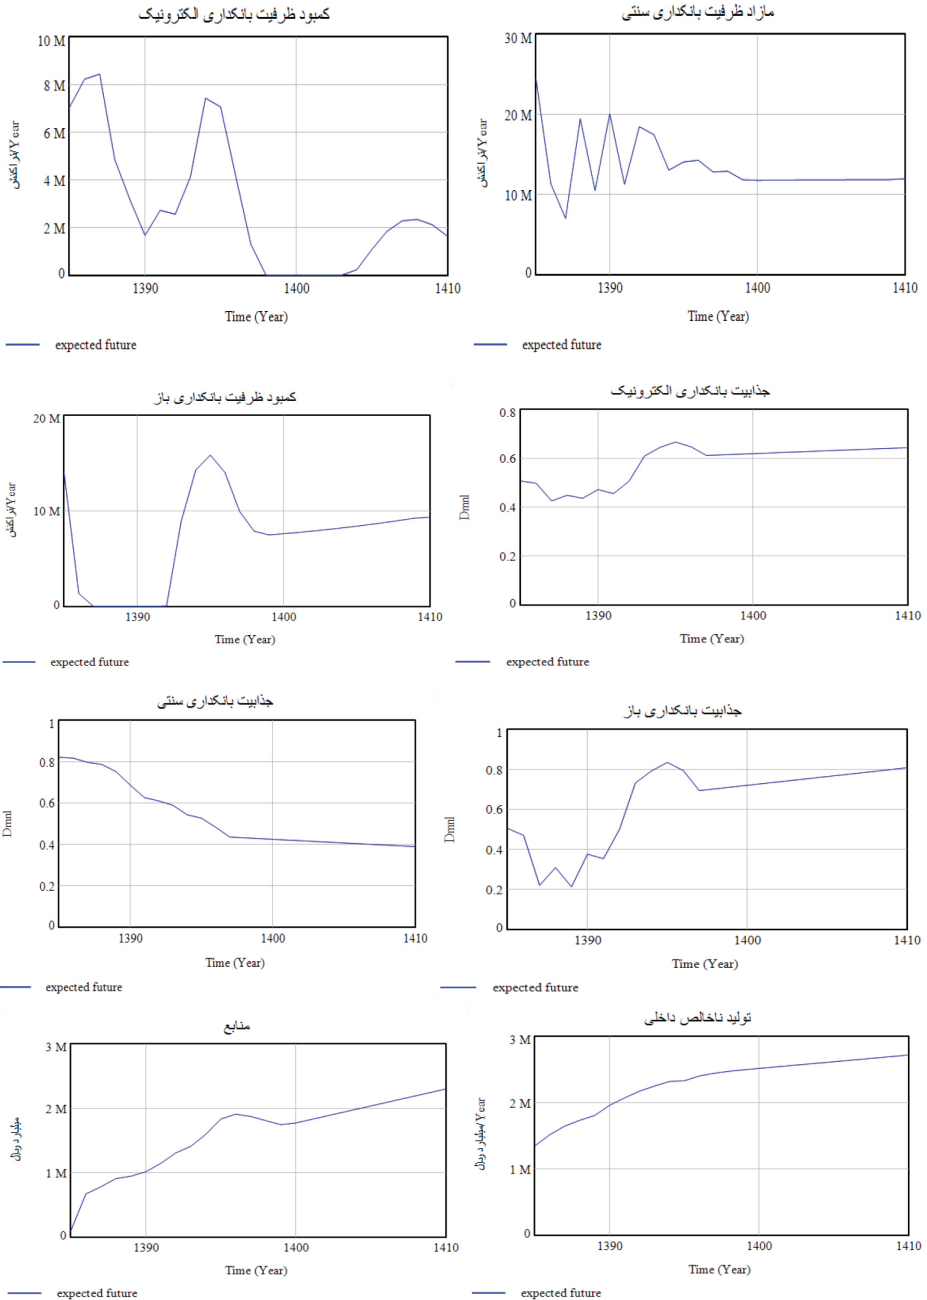 کمبود ظرفیت بانکداری الکترونیک
10 M
8 M
6 M
4 M
2 M
0
تراکنش/Year
1390
1400
1410
Time (Year)
expected future
مازاد ظرفیت بانکداری سنتی
30 M
20 M
10 M
0
تراکنش/Year
1390
1400
1410
Time (Year)
expected future
کمبود ظرفیت بانکداری باز
20 M
10 M
0
تراکنش/Year
1390
1400
1410
Time (Year)
expected future
جذابیت بانکداری الکترونیک
0.8
0.6
0.4
0.2
0
Dmnl
1390
1400
1410
Time (Year)
expected future
جذابیت بانکداری سنتی
1
0.8
0.6
0.4
0.2
0
Dmnl
1390
1400
1410
Time (Year)
expected future
جذابیت بانکداری باز
1
0.8
0.6
0.4
0.2
0
Dmnl
1390
1400
1410
Time (Year)
expected future
منابع
3 M
2 M
1 M
0
میلیارد ریال
1390
1400
1410
Time (Year)
expected future
تولید ناخالص داخلی
3 M
2 M
1 M
0
میلیارد ریال/Year
1390
1400
1410
Time (Year)
expected future